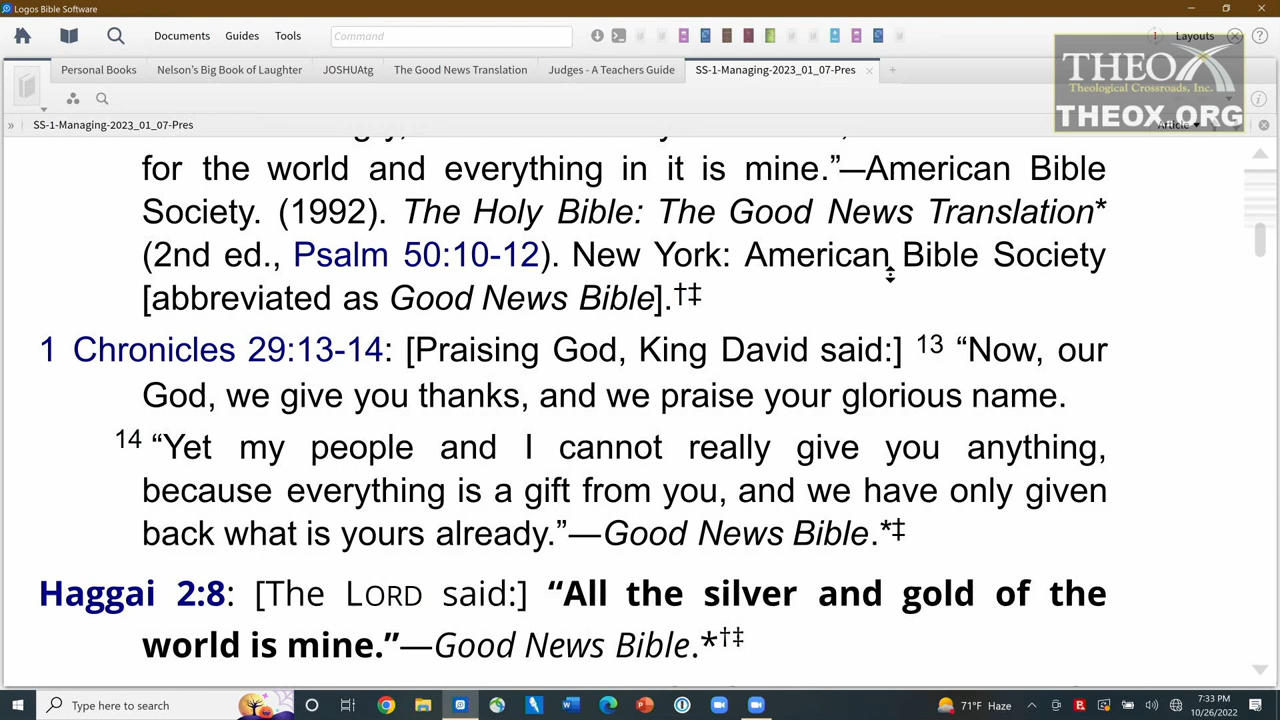 Logos Bible Software
Documents Guides Tools Command Layouts
Personal Books Nelson's Big Book of Laughter JOSHUAtg The Good News Translation Judges - A Teachers Guide SS-1-Managing-2023_01_07-Pres
THEOX
Theological Crossroads, Inc.
THEOX.ORG
SS-1-Managing-2023_01_07-Pres Article
for the world and everything in it is mine.”—American Bible
Society. (1992). The Holy Bible: The Good News Translation*
(2nd ed., Psalm 50:10-12). New York: American Bible Society
[abbreviated as Good News Bible].†‡
1 Chronicles 29:13-14: [Praising God, King David said:] 13 “Now, our
God, we give you thanks, and we praise your glorious name.
14 “Yet my people and I cannot really give you anything,
because everything is a gift from you, and we have only given
back what is yours already.”—Good News Bible.*‡
Haggai 2:8: [The LORD said:] “All the silver and gold of the
world is mine.”—Good News Bible.*†‡
Type here to search
71°F Haze
7:33 PM
10/26/2022